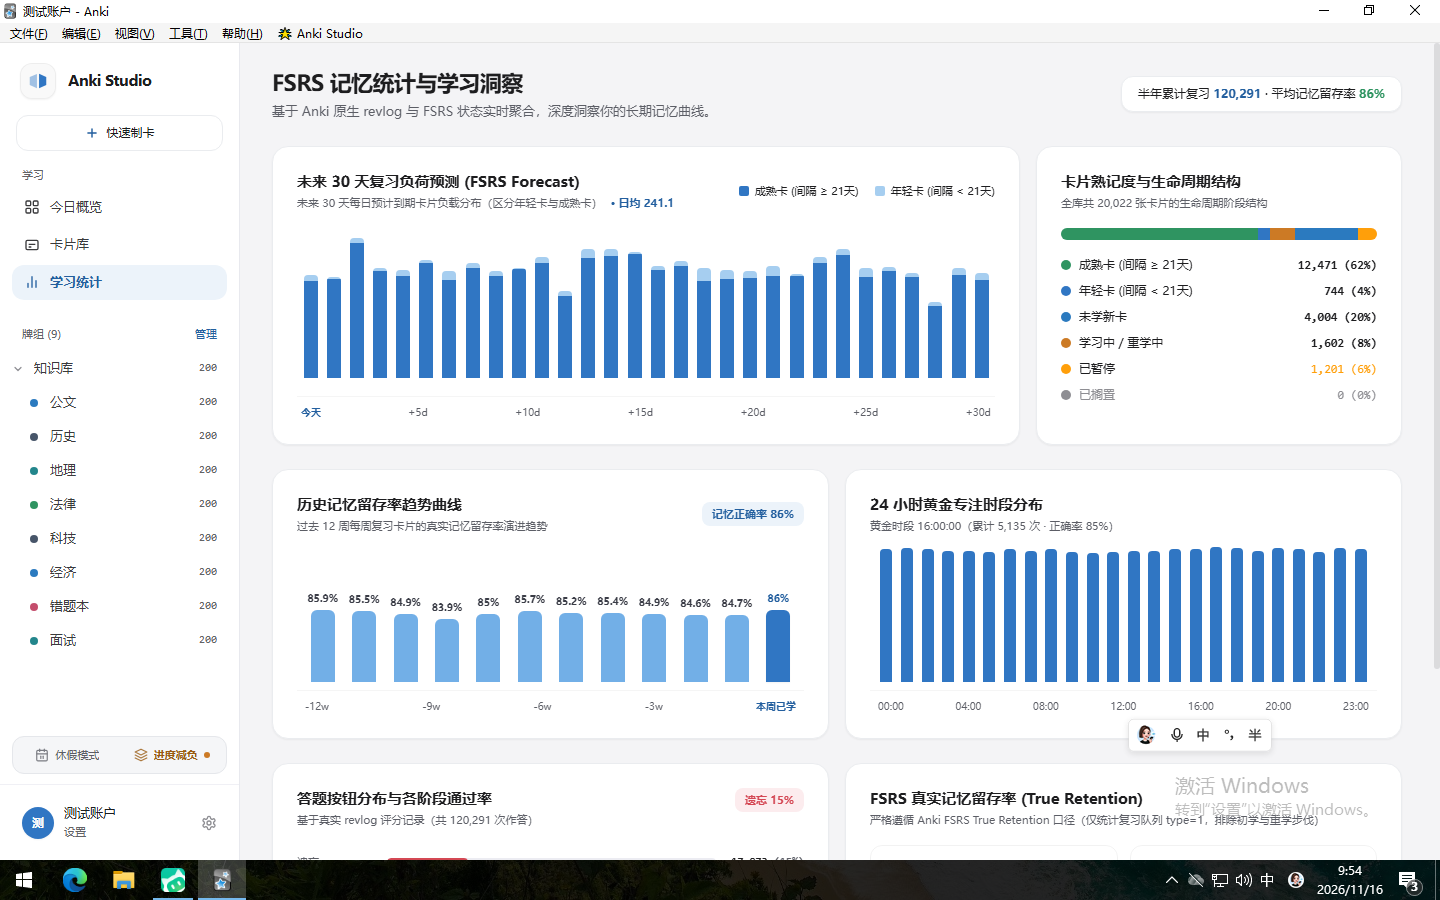 测试账户 - Anki
文件(F) 编辑(E) 视图(V) 工具(T) 帮助(H) Anki Studio
Anki Studio
快速制卡
学习
今日概览
卡片库
学习统计
牌组 (9) 管理
知识库 200
公文 200
历史 200
地理 200
法律 200
科技 200
经济 200
错题本 200
面试 200
休假模式 进度减负
测 测试账户
设置
FSRS 记忆统计与学习洞察
基于 Anki 原生 revlog 与 FSRS 状态实时聚合，深度洞察你的长期记忆曲线。
半年累计复习 120,291 · 平均记忆留存率 86%
未来 30 天复习负荷预测 (FSRS Forecast)
未来 30 天每日预计到期卡片负载分布（区分年轻卡与成熟卡） • 日均 241.1
成熟卡 (间隔 ≥ 21天) 年轻卡 (间隔 < 21天)
今天 +5d +10d +15d +20d +25d +30d
卡片熟记度与生命周期结构
全库共 20,022 张卡片的生命周期阶段结构
成熟卡 (间隔 ≥ 21天) 12,471 (62%)
年轻卡 (间隔 < 21天) 744 (4%)
未学新卡 4,004 (20%)
学习中 / 重学中 1,602 (8%)
已暂停 1,201 (6%)
已搁置 0 (0%)
历史记忆留存率趋势曲线
过去 12 周每周复习卡片的真实记忆留存率演进趋势
记忆正确率 86%
85.9% 85.5% 84.9% 83.9% 85% 85.7% 85.2% 85.4% 84.9% 84.6% 84.7% 86%
-12w -9w -6w -3w 本周已学
24 小时黄金专注时段分布
黄金时段 16:00:00（累计 5,135 次 · 正确率 85%）
00:00 04:00 08:00 12:00 16:00 20:00 23:00
中 °, 半
答题按钮分布与各阶段通过率
基于真实 revlog 评分记录（共 120,291 次作答）
遗忘 15%
FSRS 真实记忆留存率 (True Retention)
严格遵循 Anki FSRS True Retention 口径（仅统计复习队列 type=1，排除初学与重学步伐）
激活 Windows
转到"设置"以激活 Windows。
中
9:54
2026/11/16
3